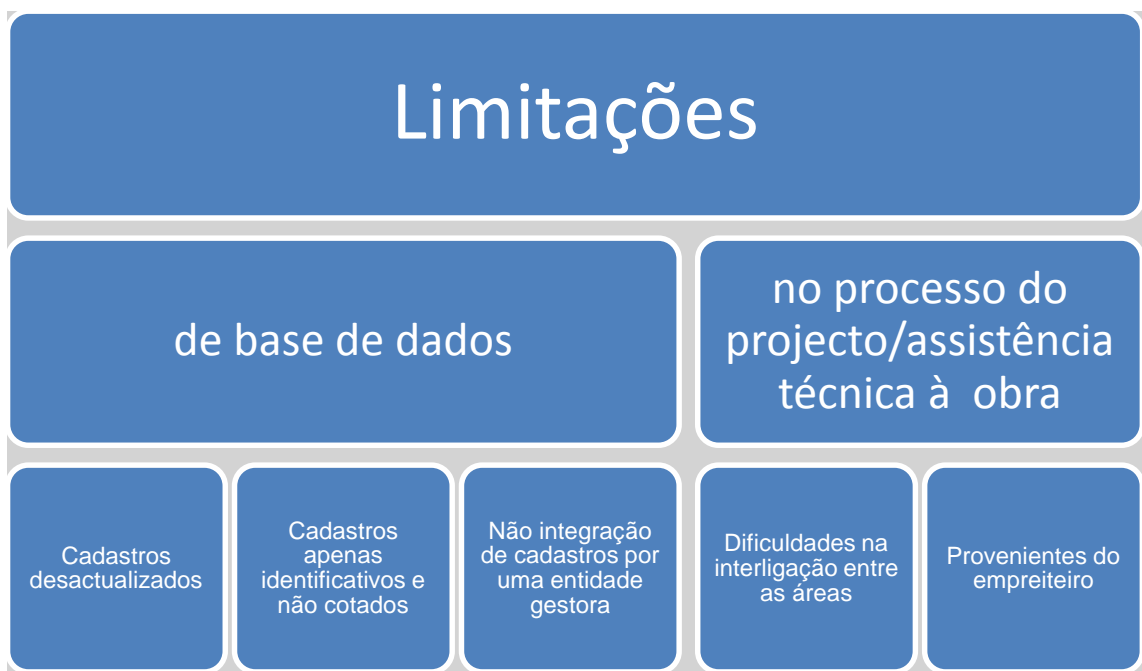 Limitações
de base de dados
no processo do
projecto/assistência
técnica à obra
Cadastros
desactualizados
Cadastros
apenas
identificativos e
não cotados
Não integração
de cadastros por
uma entidade
gestora
Dificuldades na
interligação entre
as áreas
Provenientes do
empreiteiro